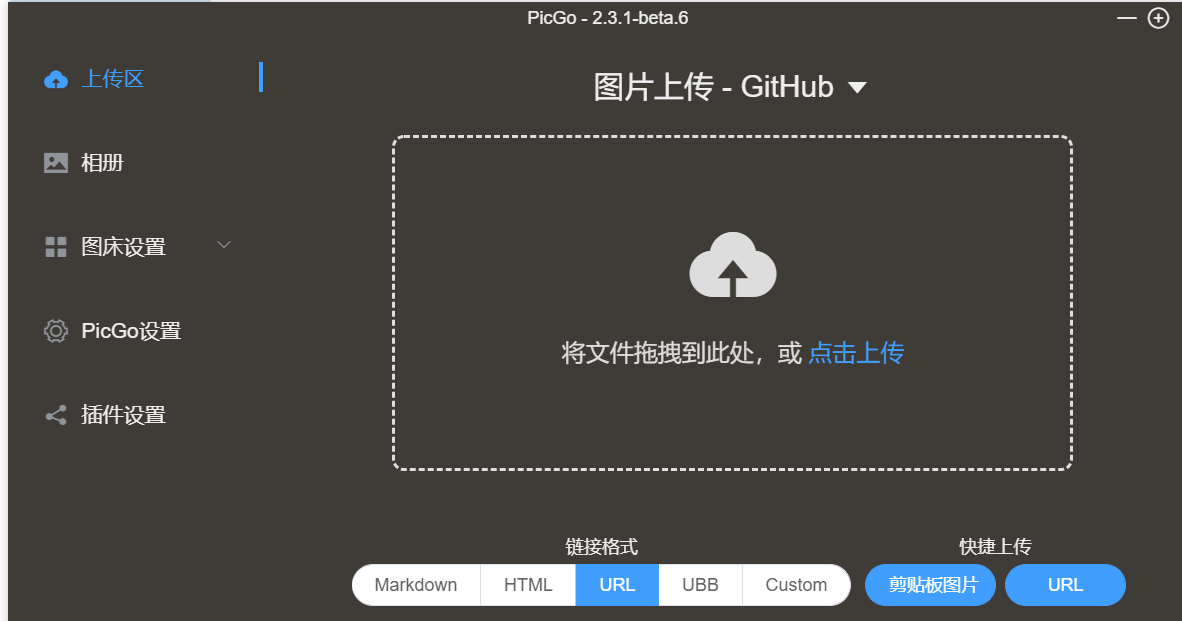 PicGo - 2.3.1-beta.6
上传区
相册
图床设置
PicGo设置
插件设置
图片上传 - GitHub
将文件拖拽到此处，或 点击上传
链接格式
Markdown HTML URL UBB Custom
快捷上传
剪贴板图片 URL